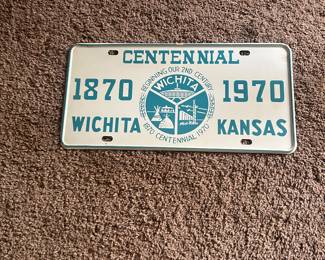 CENTENNIAL
BEGINNING OUR 2ND CENTURY
1870 WICHITA 1970
WICHITA KANSAS
1870 CENTENNIAL 1970